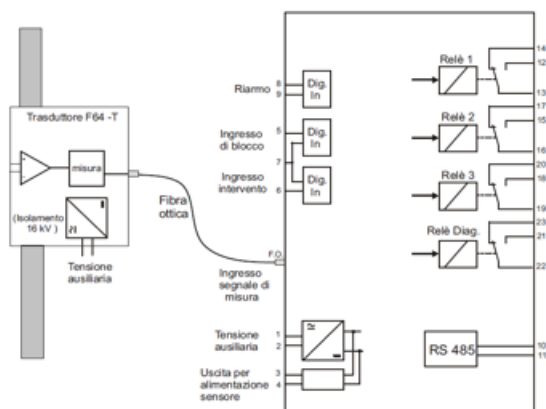 Trasduttore F64 -T
misura
(Isolamento
16 kV )
Tensione
ausiliaria
Fibra
ottica
Riarmo
8
9
Dig.
In
Ingresso
di blocco
5
Dig.
In
7
Ingresso
intervento
6
Dig.
In
F.O.
Ingresso
segnale di
misura
Tensione
ausiliaria
1
2
Uscita per
alimentazione
sensore
3
4
Relè 1
14
12
13
Relè 2
17
15
16
Relè 3
20
18
19
Relè Diag.
23
21
22
RS 485
10
11